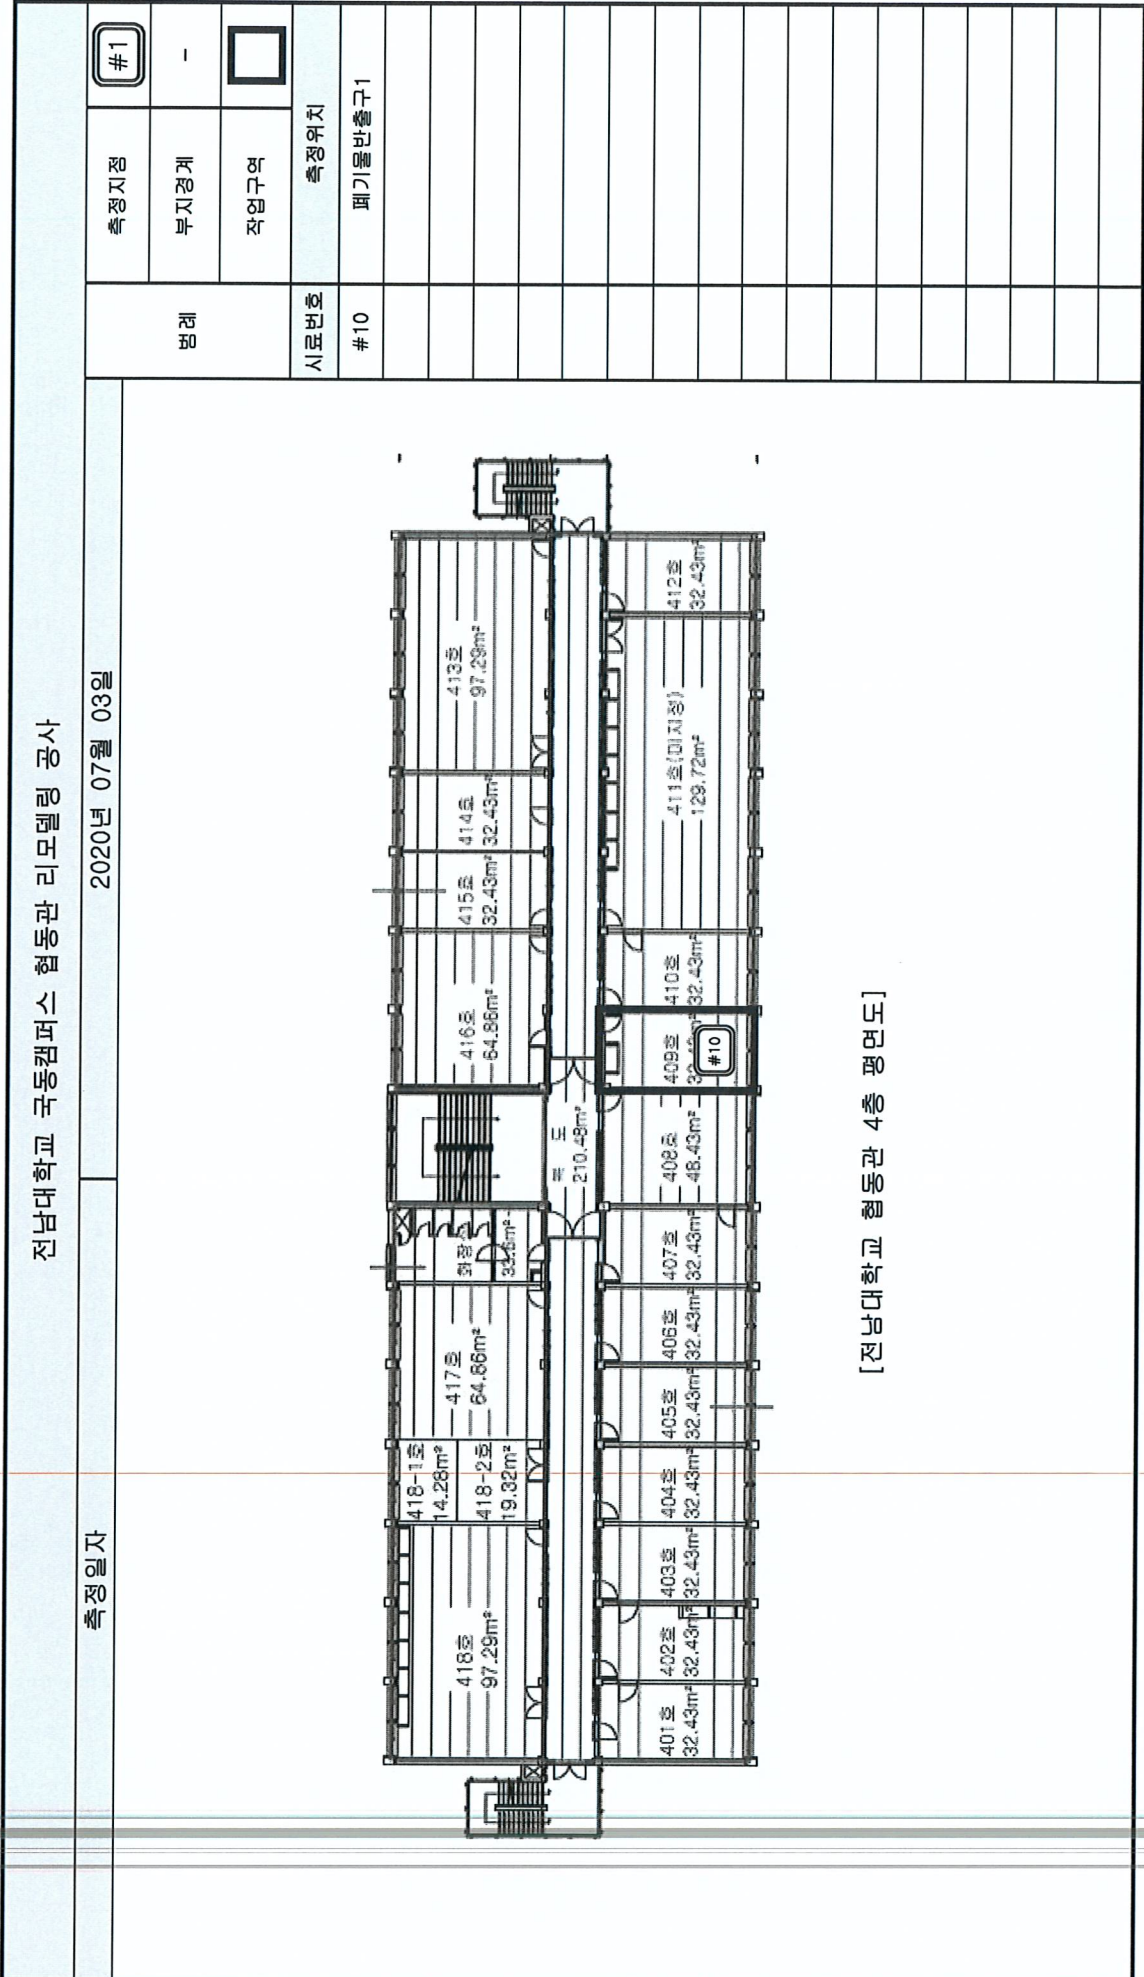 전남대학교 국동캠퍼스 협동관 리모델링 공사
측정일자
2020년 07월 03일
범례
측정지점
#1
부지경계
-
작업구역
시료번호
측정위치
#10
폐기물반출구1
418호
97.29m²
418-1호
14.28m²
418-2호
19.32m²
417호
64.86m²
416호
64.86m²
415호
32.43m²
414호
32.43m²
413호
97.29m²
복 도
210.48m²
401호
32.43m²
402호
32.43m²
403호
32.43m²
404호
32.43m²
405호
32.43m²
406호
32.43m²
407호
32.43m²
408호
48.43m²
409호
#10
410호
32.43m²
411호(미지정)
129.72m²
412호
32.43m²
[전남대학교 협동관 4층 평면도]